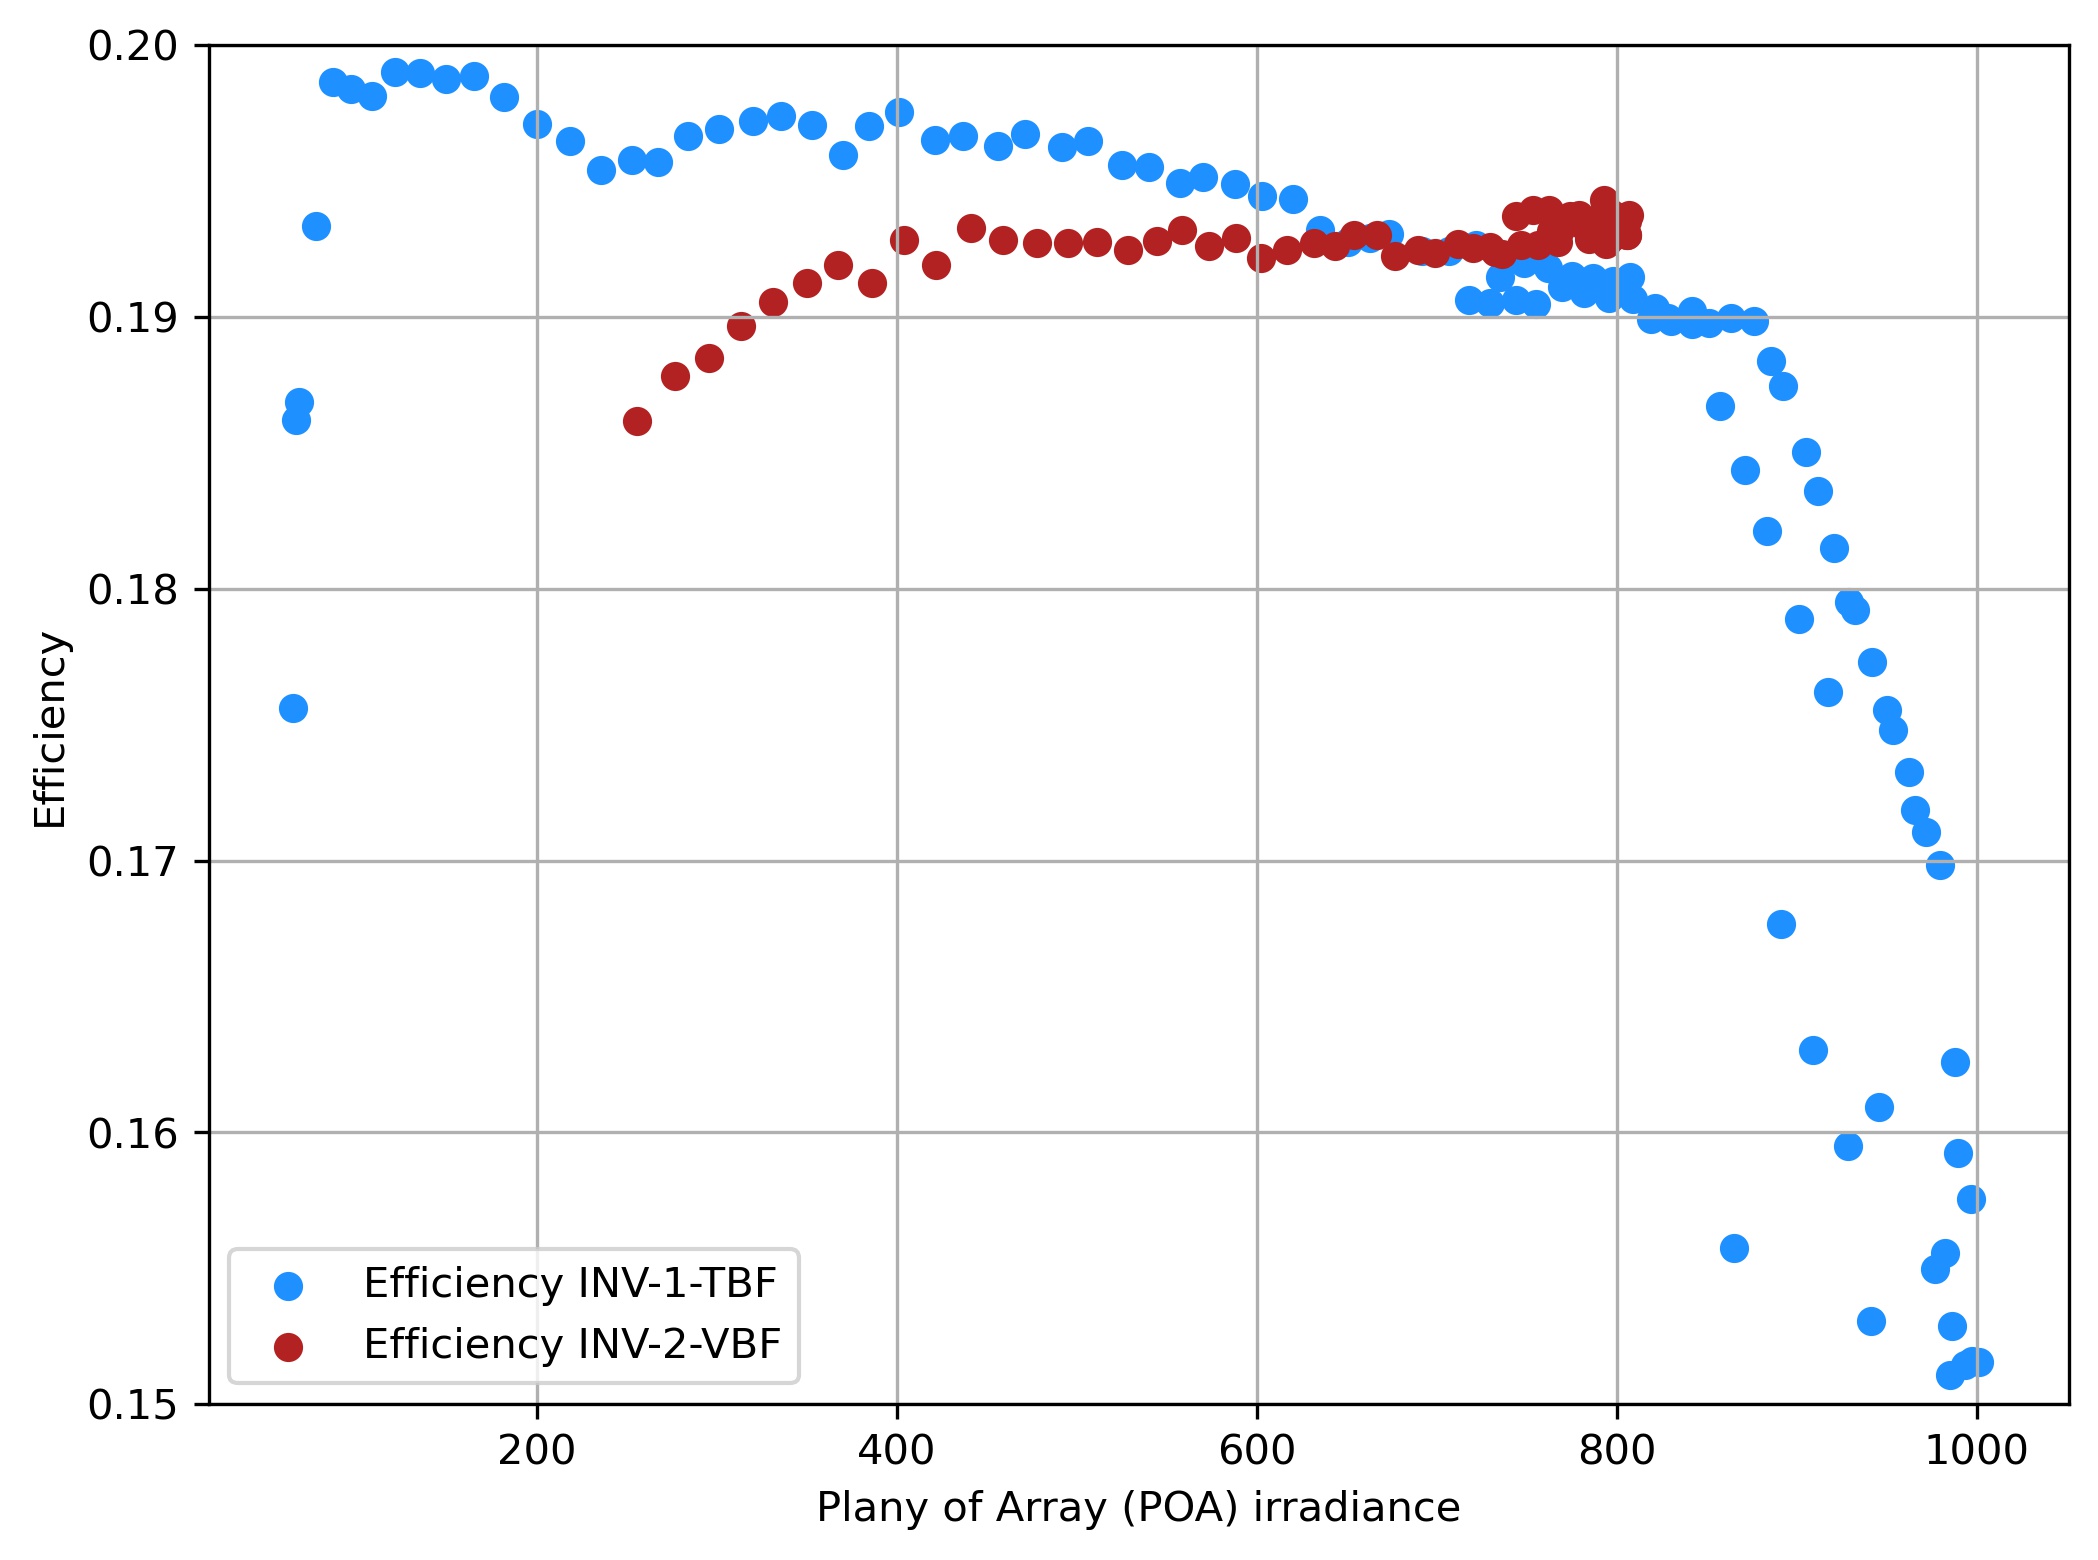 0.20
0.19
0.18
0.17
0.16
0.15
Efficiency
Efficiency INV-1-TBF
Efficiency INV-2-VBF
200 400 600 800 1000
Plany of Array (POA) irradiance